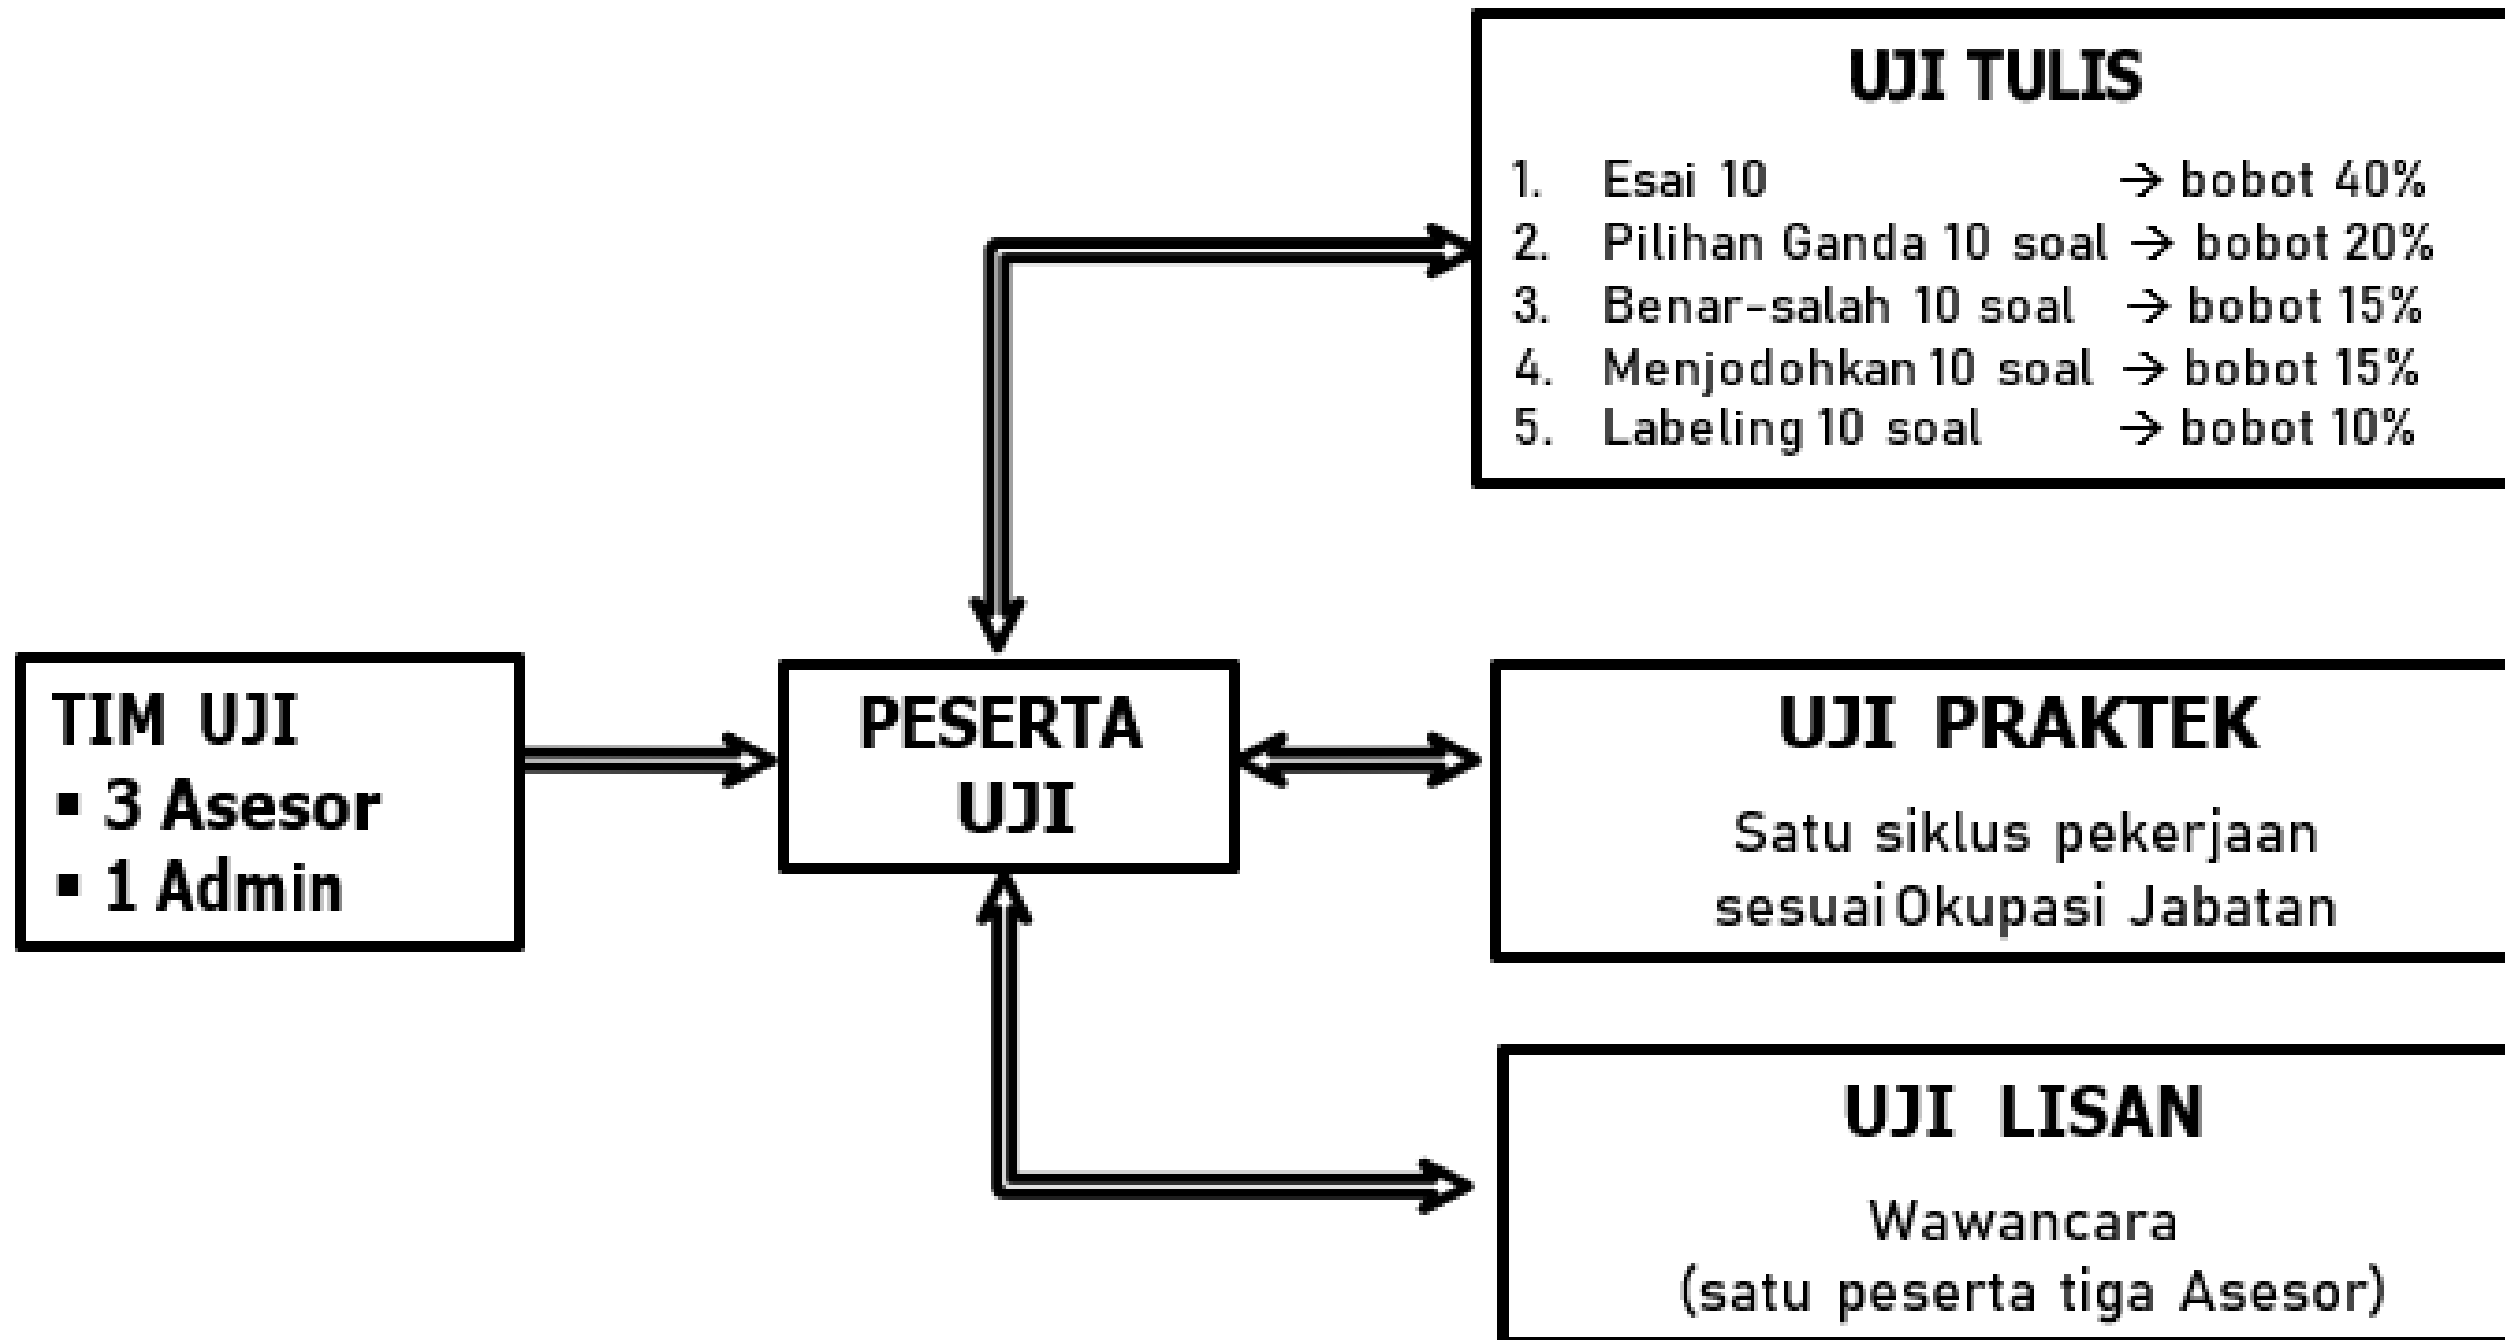 UJI TULIS
1. Esai 10 → bobot 40%
2. Pilihan Ganda 10 soal → bobot 20%
3. Benar-salah 10 soal → bobot 15%
4. Menjodohkan 10 soal → bobot 15%
5. Labeling 10 soal → bobot 10%
TIM UJI
▪ 3 Asesor
▪ 1 Admin
PESERTA
UJI
UJI PRAKTEK
Satu siklus pekerjaan
sesuai Okupasi Jabatan
UJI LISAN
Wawancara
(satu peserta tiga Asesor)